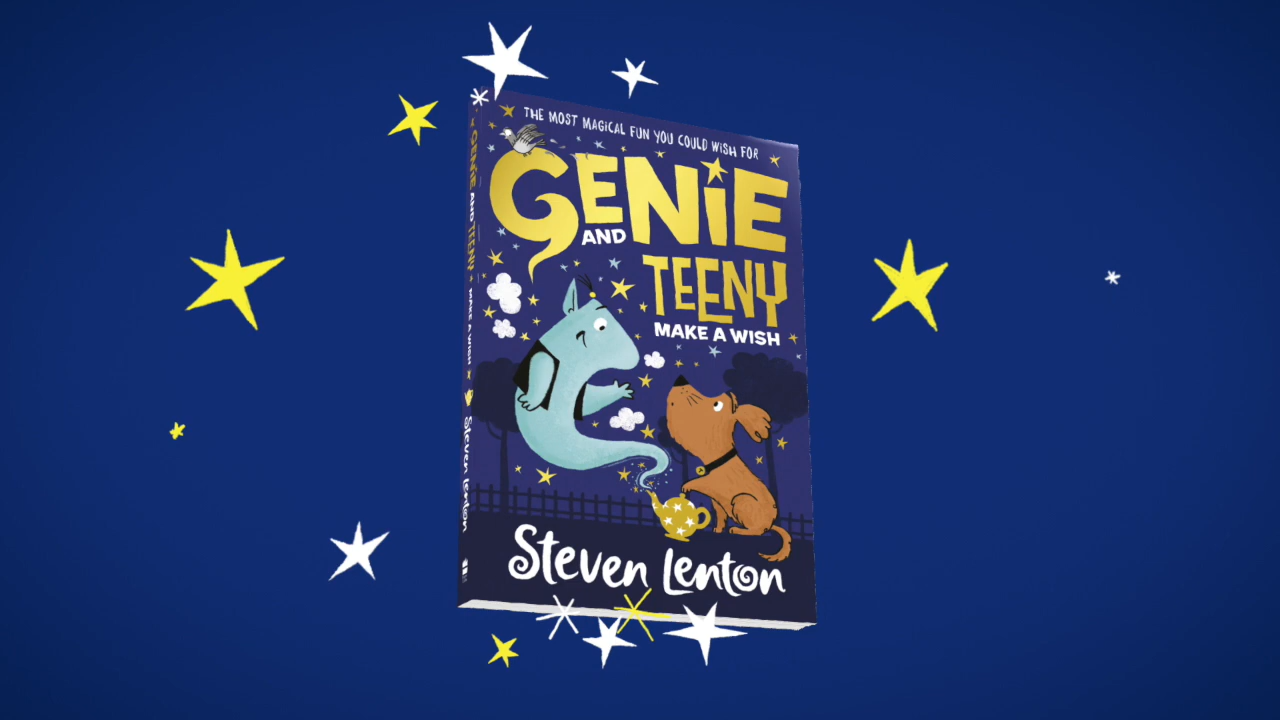 THE MOST MAGICAL FUN YOU COULD WISH FOR
GENiE
AND
TEENY
MAKE A WISH
Steven Lenton
GENIE AND TEENY MAKE A WISH Steven Lenton